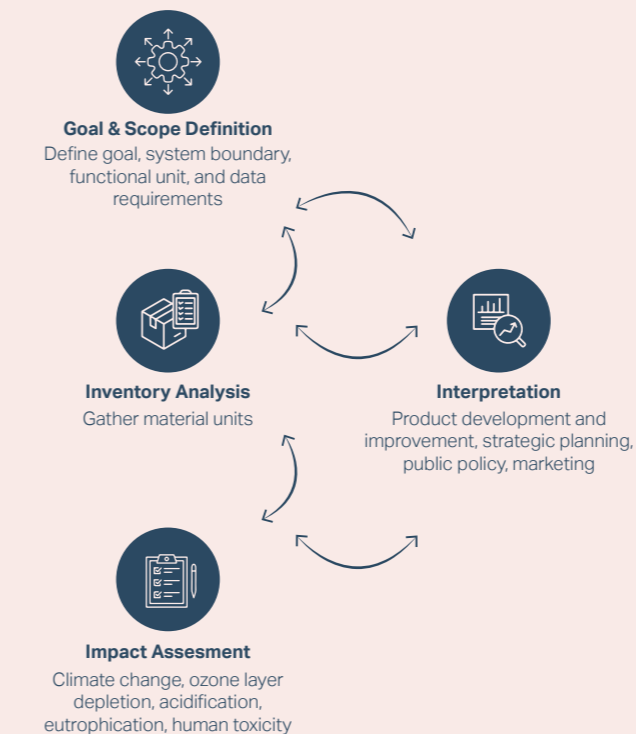 Goal & Scope Definition
Define goal, system boundary,
functional unit, and data
requirements
Inventory Analysis
Gather material units
Interpretation
Product development and
improvement, strategic planning,
public policy, marketing
Impact Assesment
Climate change, ozone layer
depletion, acidification,
eutrophication, human toxicity